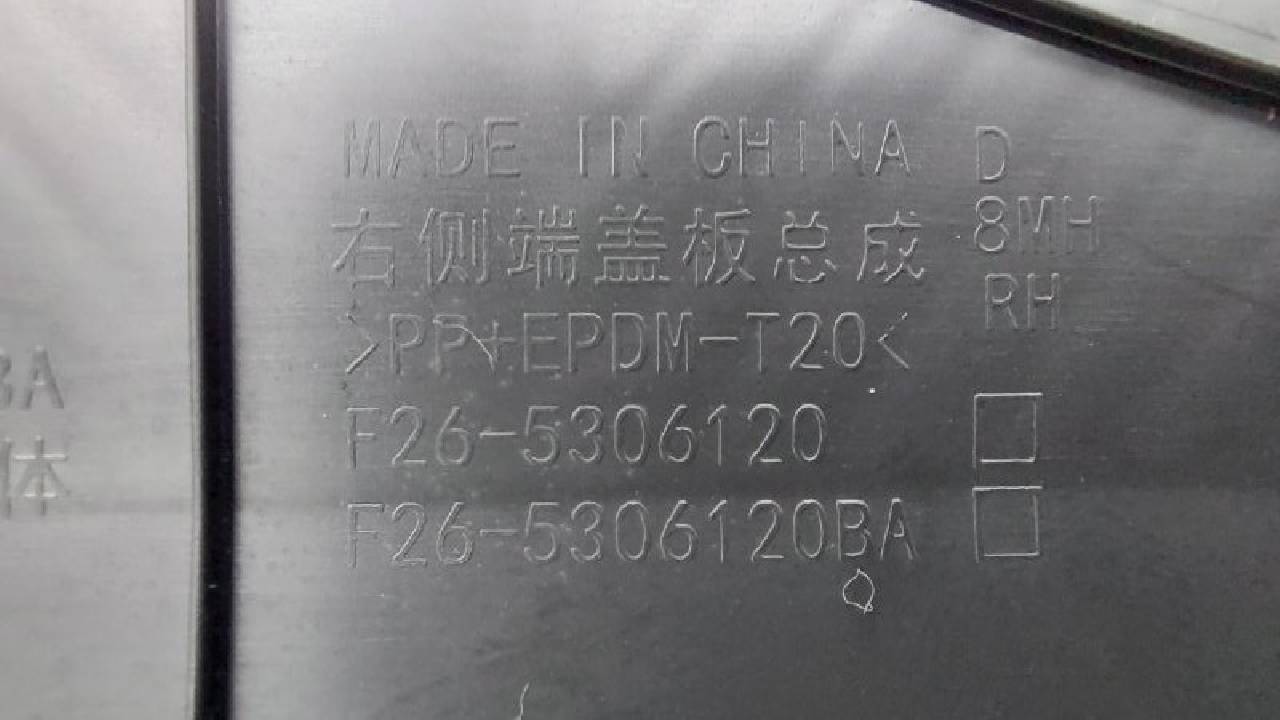 MADE IN CHINA D
右侧端盖板总成 8MH
RH
>PP+EPDM-T20<
F26-5306120
F26-5306120BA
BA
体